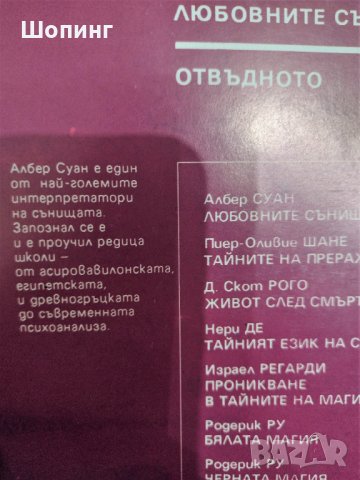 Шопинг
ЛЮБОВНИТЕ СЪ
ОТВЪДНОТО
Албер Суан е един
от най-големите
интерпретатори
на сънищата.
Запознал се е
и е проучил редица
школи –
от асировавилонската,
египетската,
и древногръцката
до съвременната
психоанализа.
Албер СУАН
ЛЮБОВНИТЕ СЪНИЩ
Пиер-Оливие ШАНЕ
ТАЙНИТЕ НА ПРЕРАЖ
Д. Скот РОГО
ЖИВОТ СЛЕД СМЪРТ
Нери ДЕ
ТАЙНИЯТ ЕЗИК НА С
Израел РЕГАРДИ
ПРОНИКВАНЕ
В ТАЙНИТЕ НА МАГИ
Родерик РУ
БЯЛАТА МАГИЯ
Родерик РУ
ЧЕРНАТА МАГИЯ
BAZAR